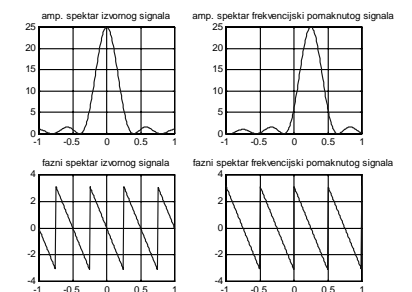 amp. spektar izvornog signala
amp. spektar frekvencijski pomaknutog signala
25
20
15
10
5
0
-1 -0.5 0 0.5 1
25
20
15
10
5
0
-1 -0.5 0 0.5 1
fazni spektar izvornog signala
fazni spektar frekvencijski pomaknutog signala
4
2
0
-2
-4
-1 -0.5 0 0.5 1
4
2
0
-2
-4
-1 -0.5 0 0.5 1